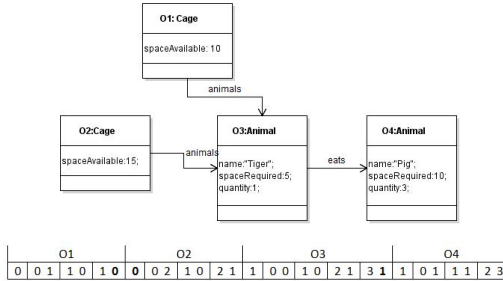 O1: Cage
spaceAvailable: 10
animals
O2:Cage
spaceAvailable:15;
animals
O3:Animal
name:"Tiger";
spaceRequired:5;
quantity:1;
eats
O4:Animal
name:"Pig";
spaceRequired:10;
quantity:3;
O1 O2 O3 O4
0 0 1 1 0 1 0 0 0 2 1 0 2 1 1 0 0 1 0 2 1 3 1 1 0 1 1 1 2 3